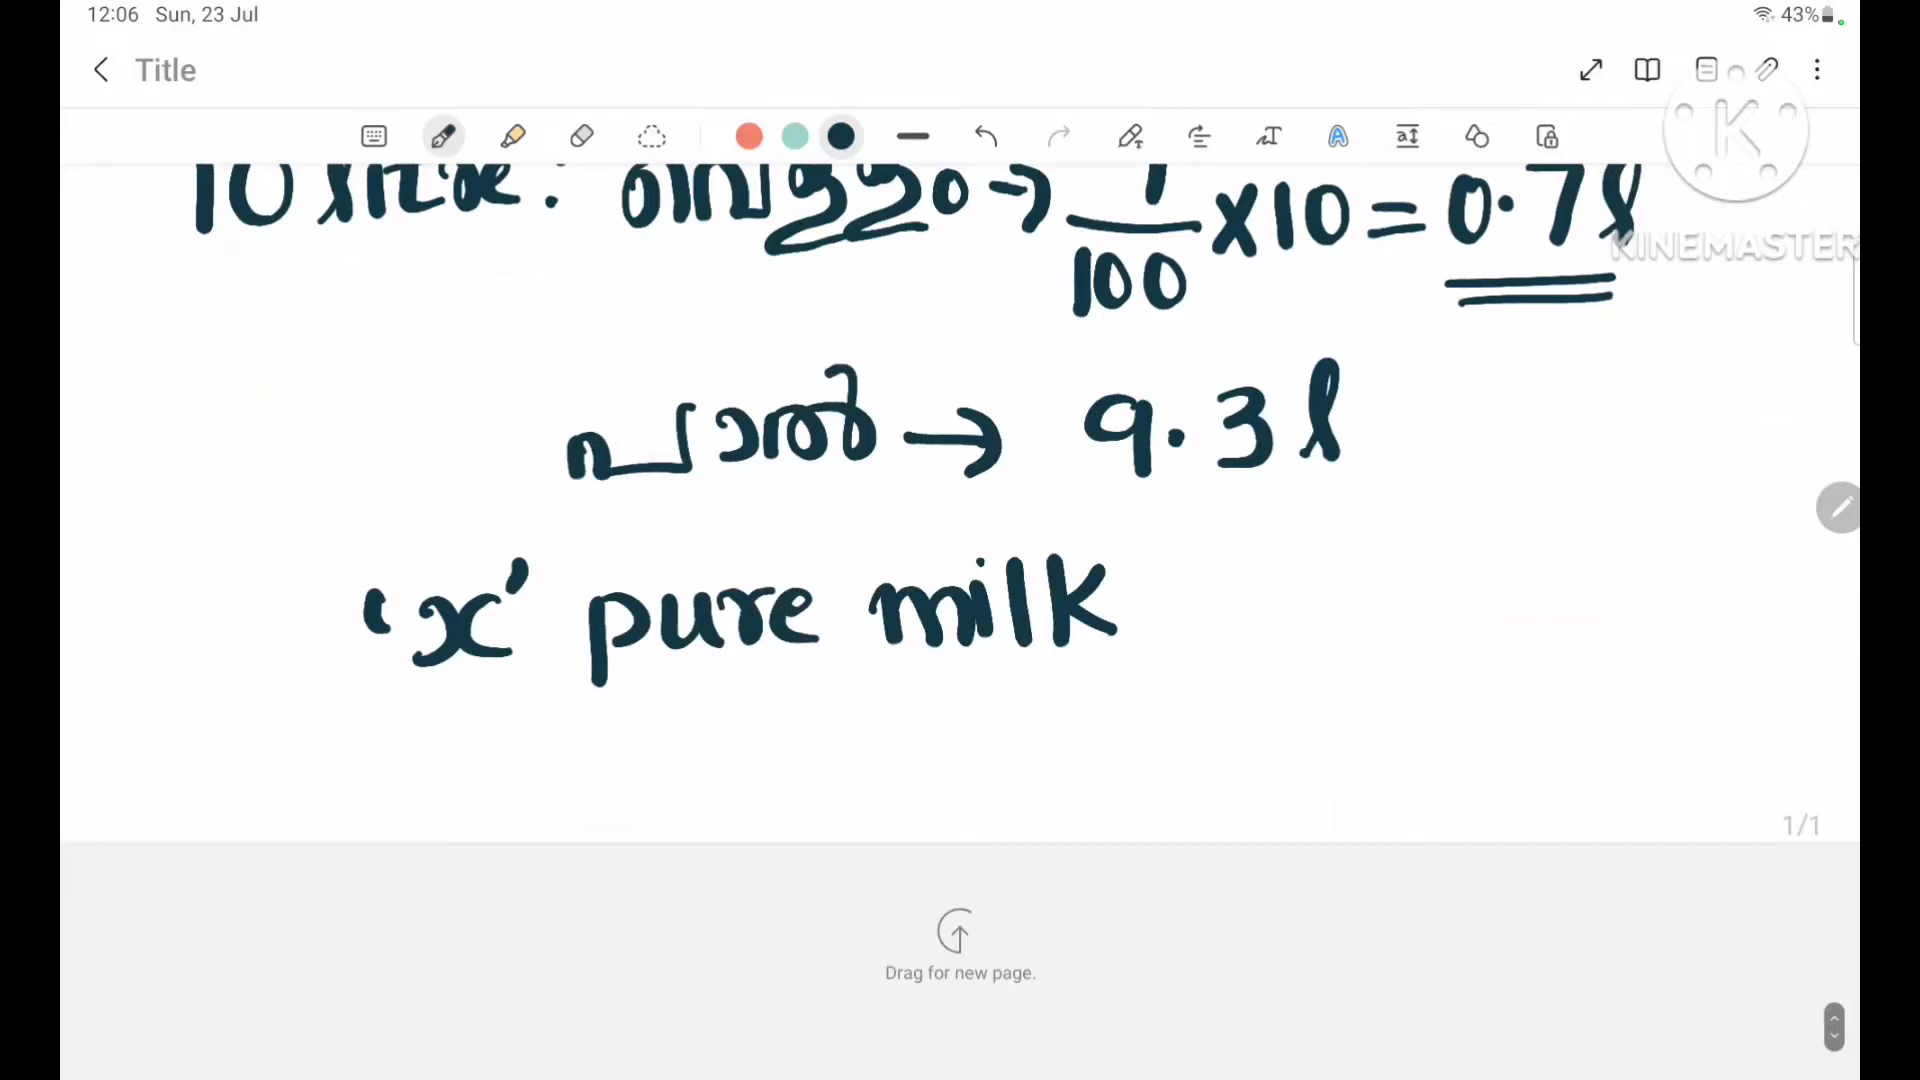 12:06 Sun, 23 Jul 43%
Title
K
10 ലിറ്റർ : വെള്ളം → 7/100 x10 = 0.7 l
KINEMASTER
പാൽ → 9.3 l
'x' pure milk
1/1
Drag for new page.